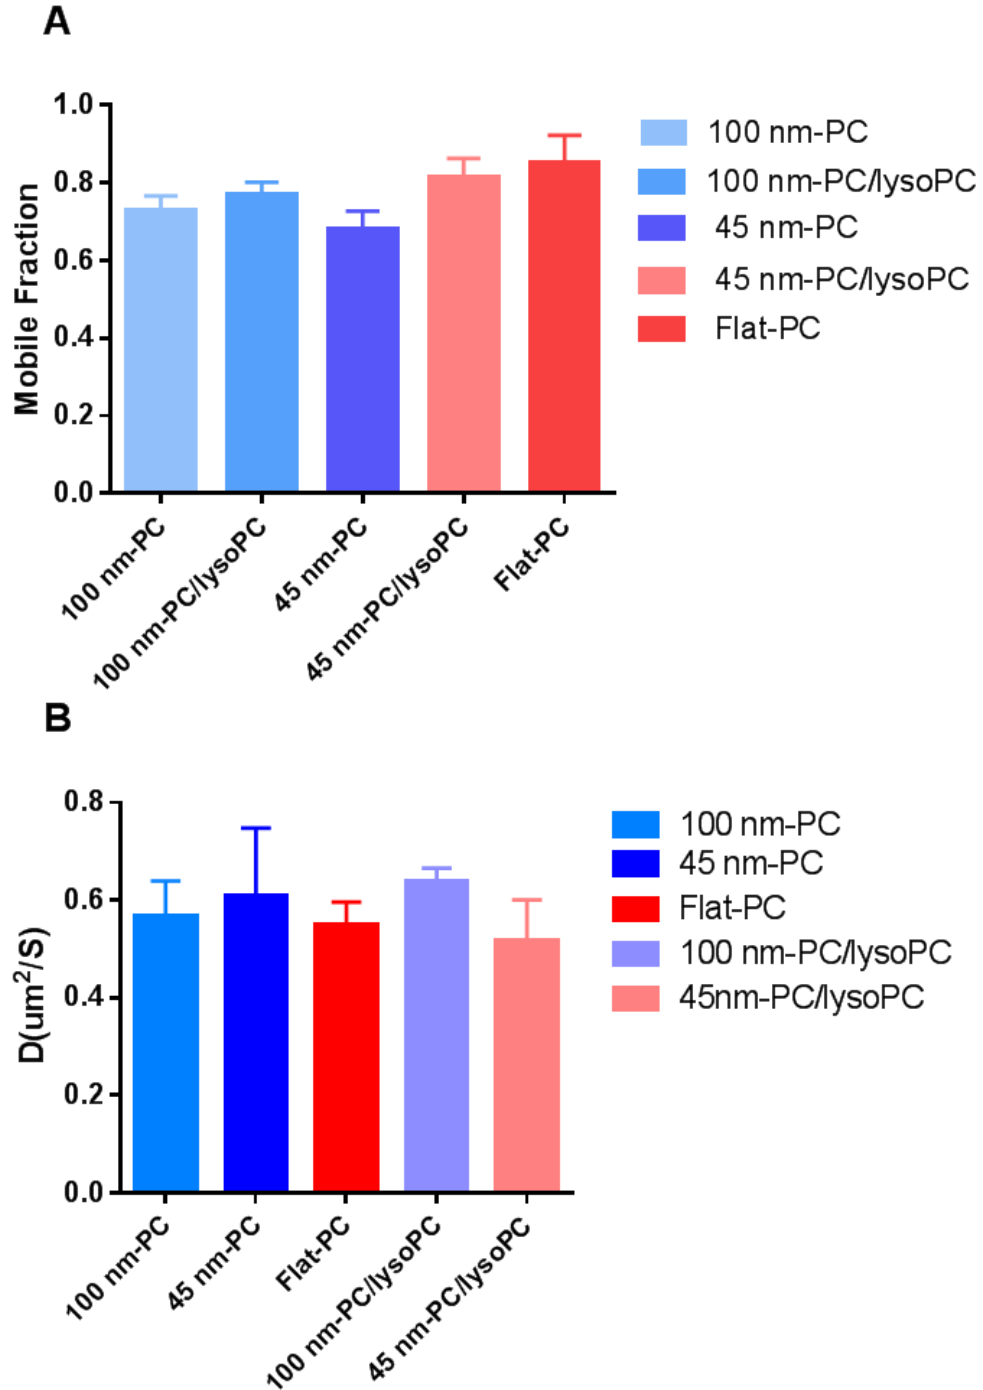 A
1.0
0.8
0.6
0.4
0.2
0.0
Mobile Fraction
100 nm-PC
100 nm-PC/lysoPC
45 nm-PC
45 nm-PC/lysoPC
Flat-PC
100 nm-PC
100 nm-PC/lysoPC
45 nm-PC
45 nm-PC/lysoPC
Flat-PC
B
0.8
0.6
0.4
0.2
0.0
D(um²/S)
100 nm-PC
45 nm-PC
Flat-PC
100 nm-PC/lysoPC
45 nm-PC/lysoPC
100 nm-PC
45 nm-PC
Flat-PC
100 nm-PC/lysoPC
45nm-PC/lysoPC